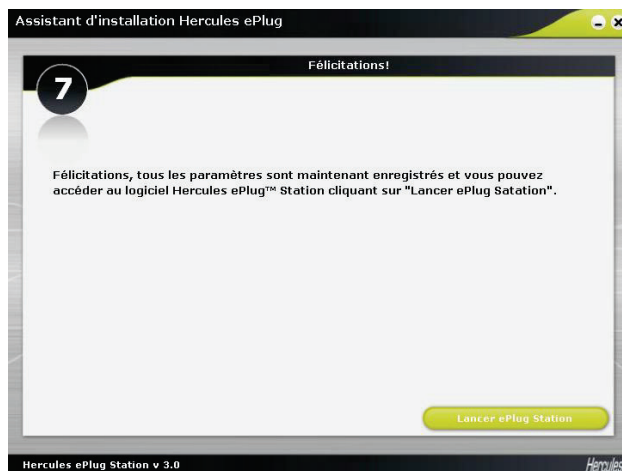 Assistant d'installation Hercules ePlug
Félicitations!
7
Félicitations, tous les paramètres sont maintenant enregistrés et vous pouvez
accéder au logiciel Hercules ePlug™ Station cliquant sur "Lancer ePlug Satation".
Lancer ePlug Station
Hercules ePlug Station v 3.0
Hercules